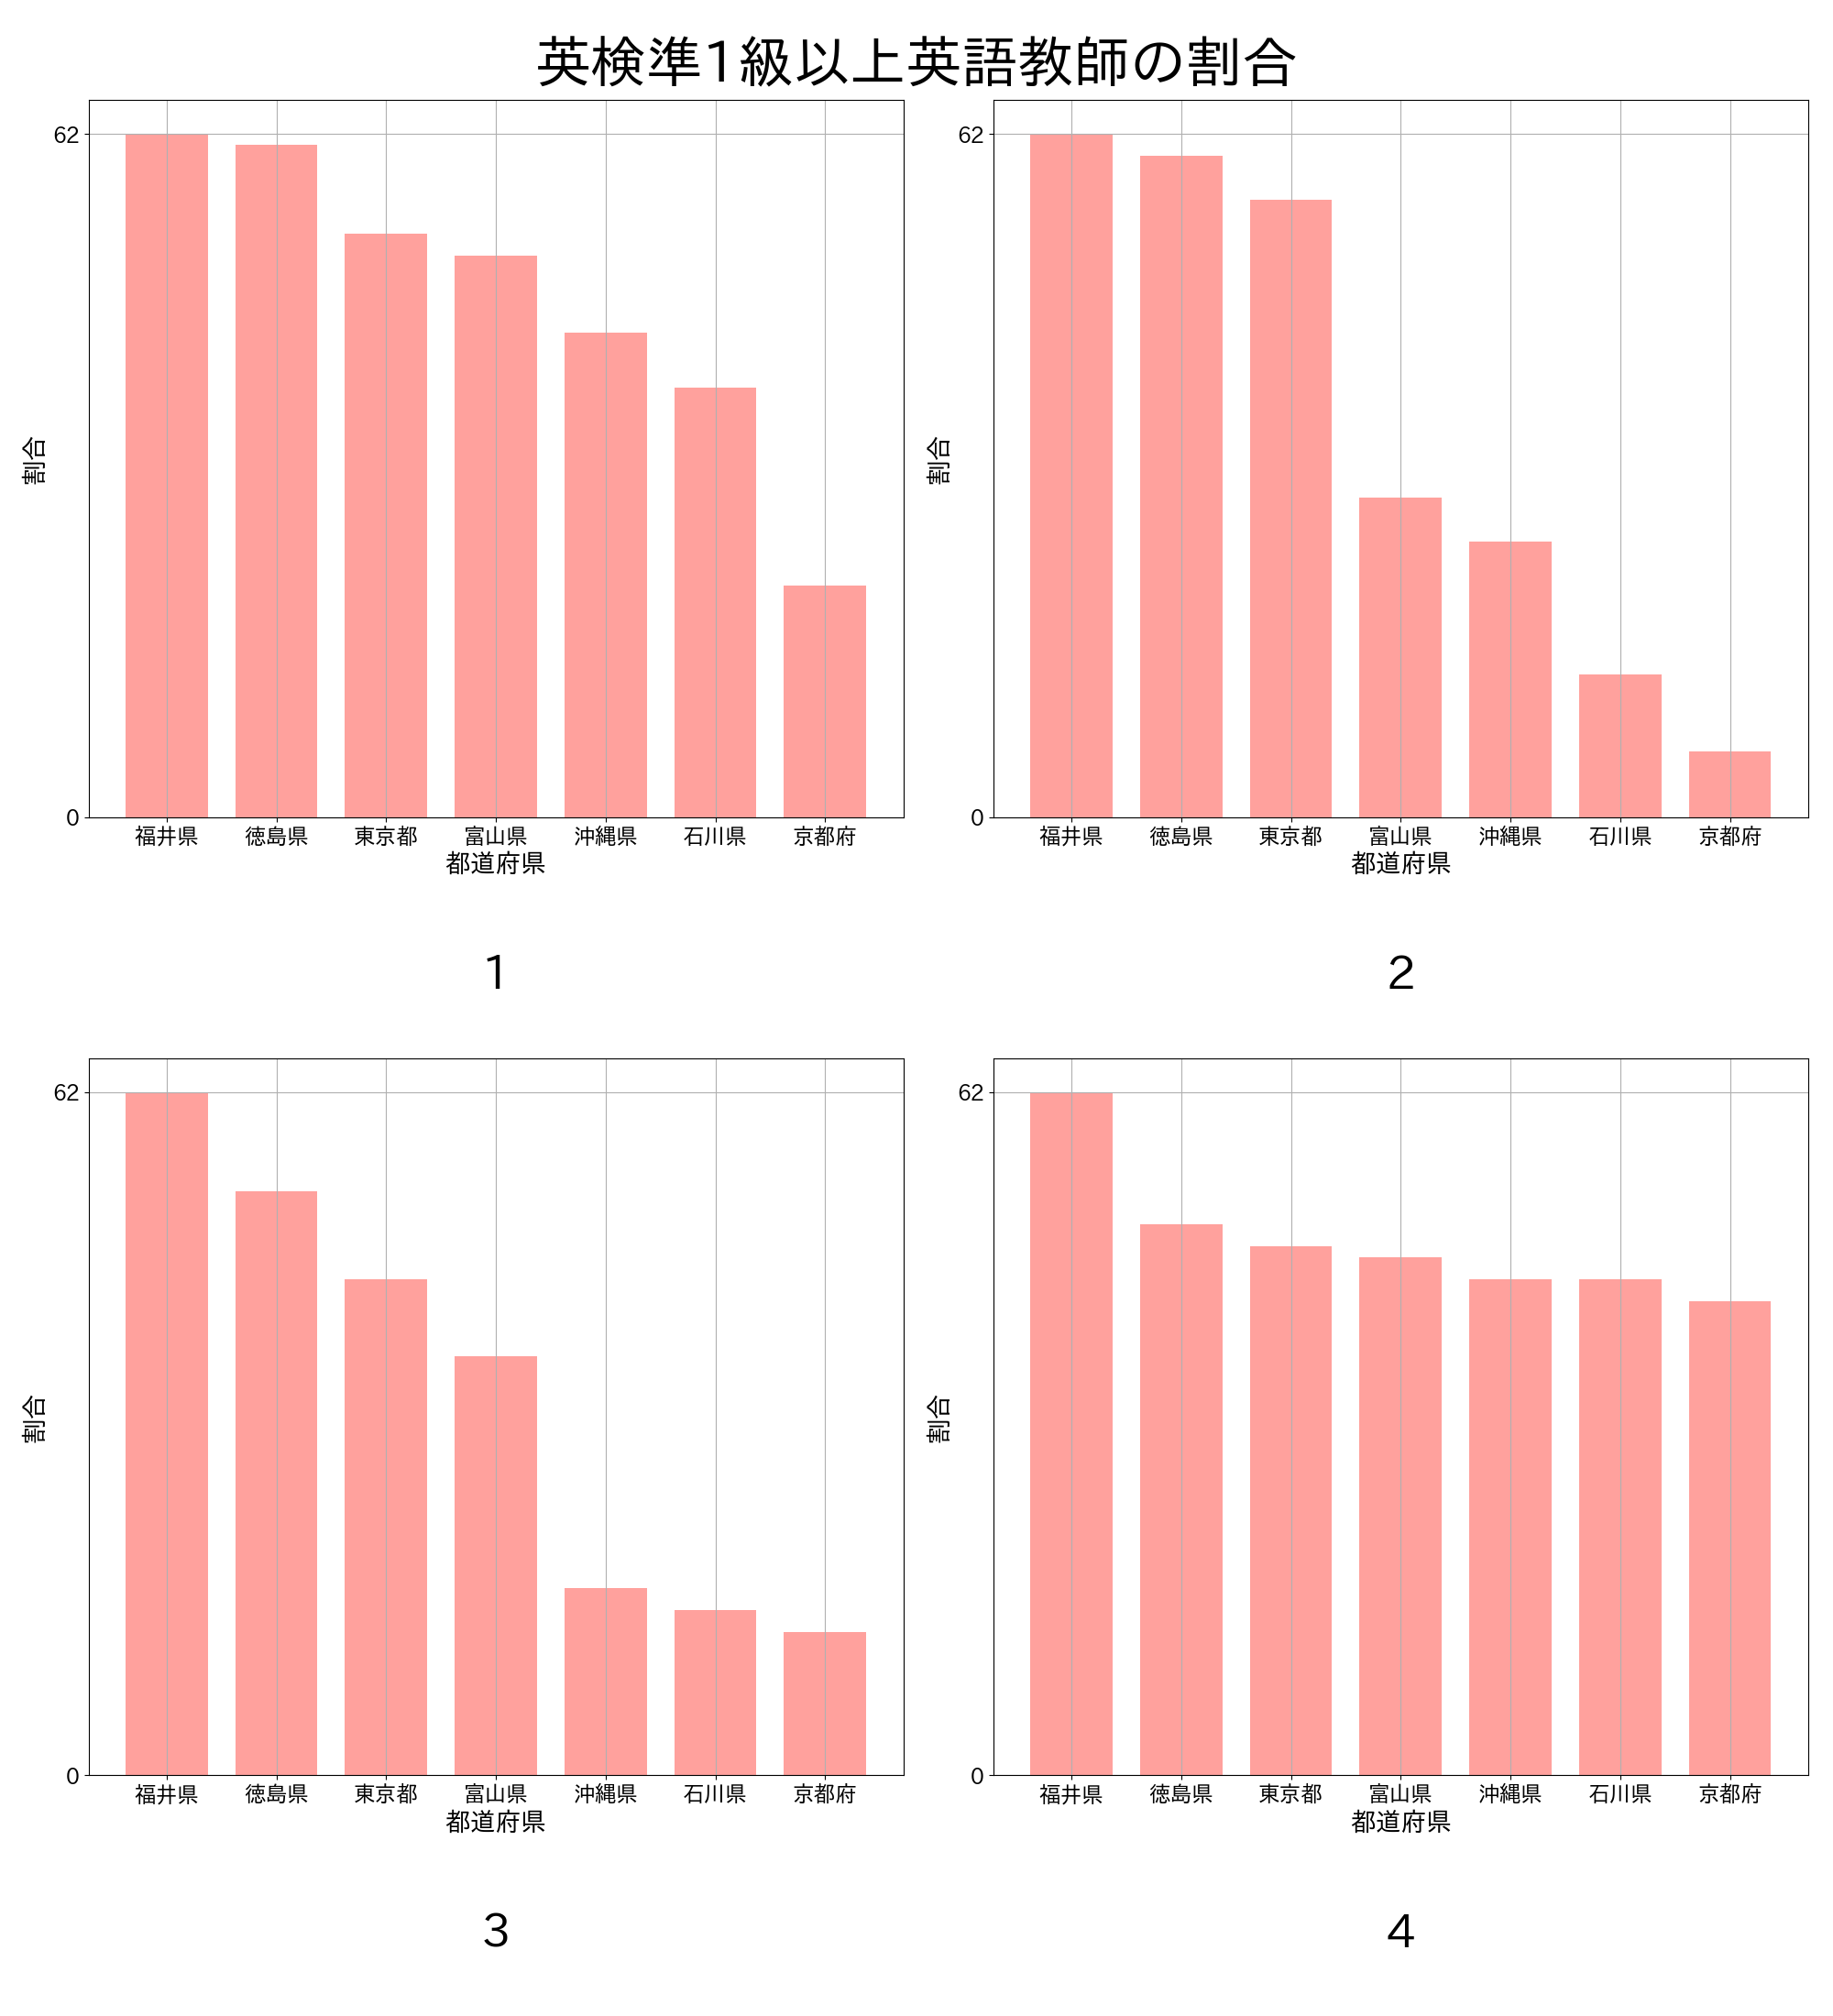 英検準1級以上英語教師の割合
62
0
割合
福井県 徳島県 東京都 富山県 沖縄県 石川県 京都府
都道府県
1
62
0
割合
福井県 徳島県 東京都 富山県 沖縄県 石川県 京都府
都道府県
2
62
0
割合
福井県 徳島県 東京都 富山県 沖縄県 石川県 京都府
都道府県
3
62
0
割合
福井県 徳島県 東京都 富山県 沖縄県 石川県 京都府
都道府県
4